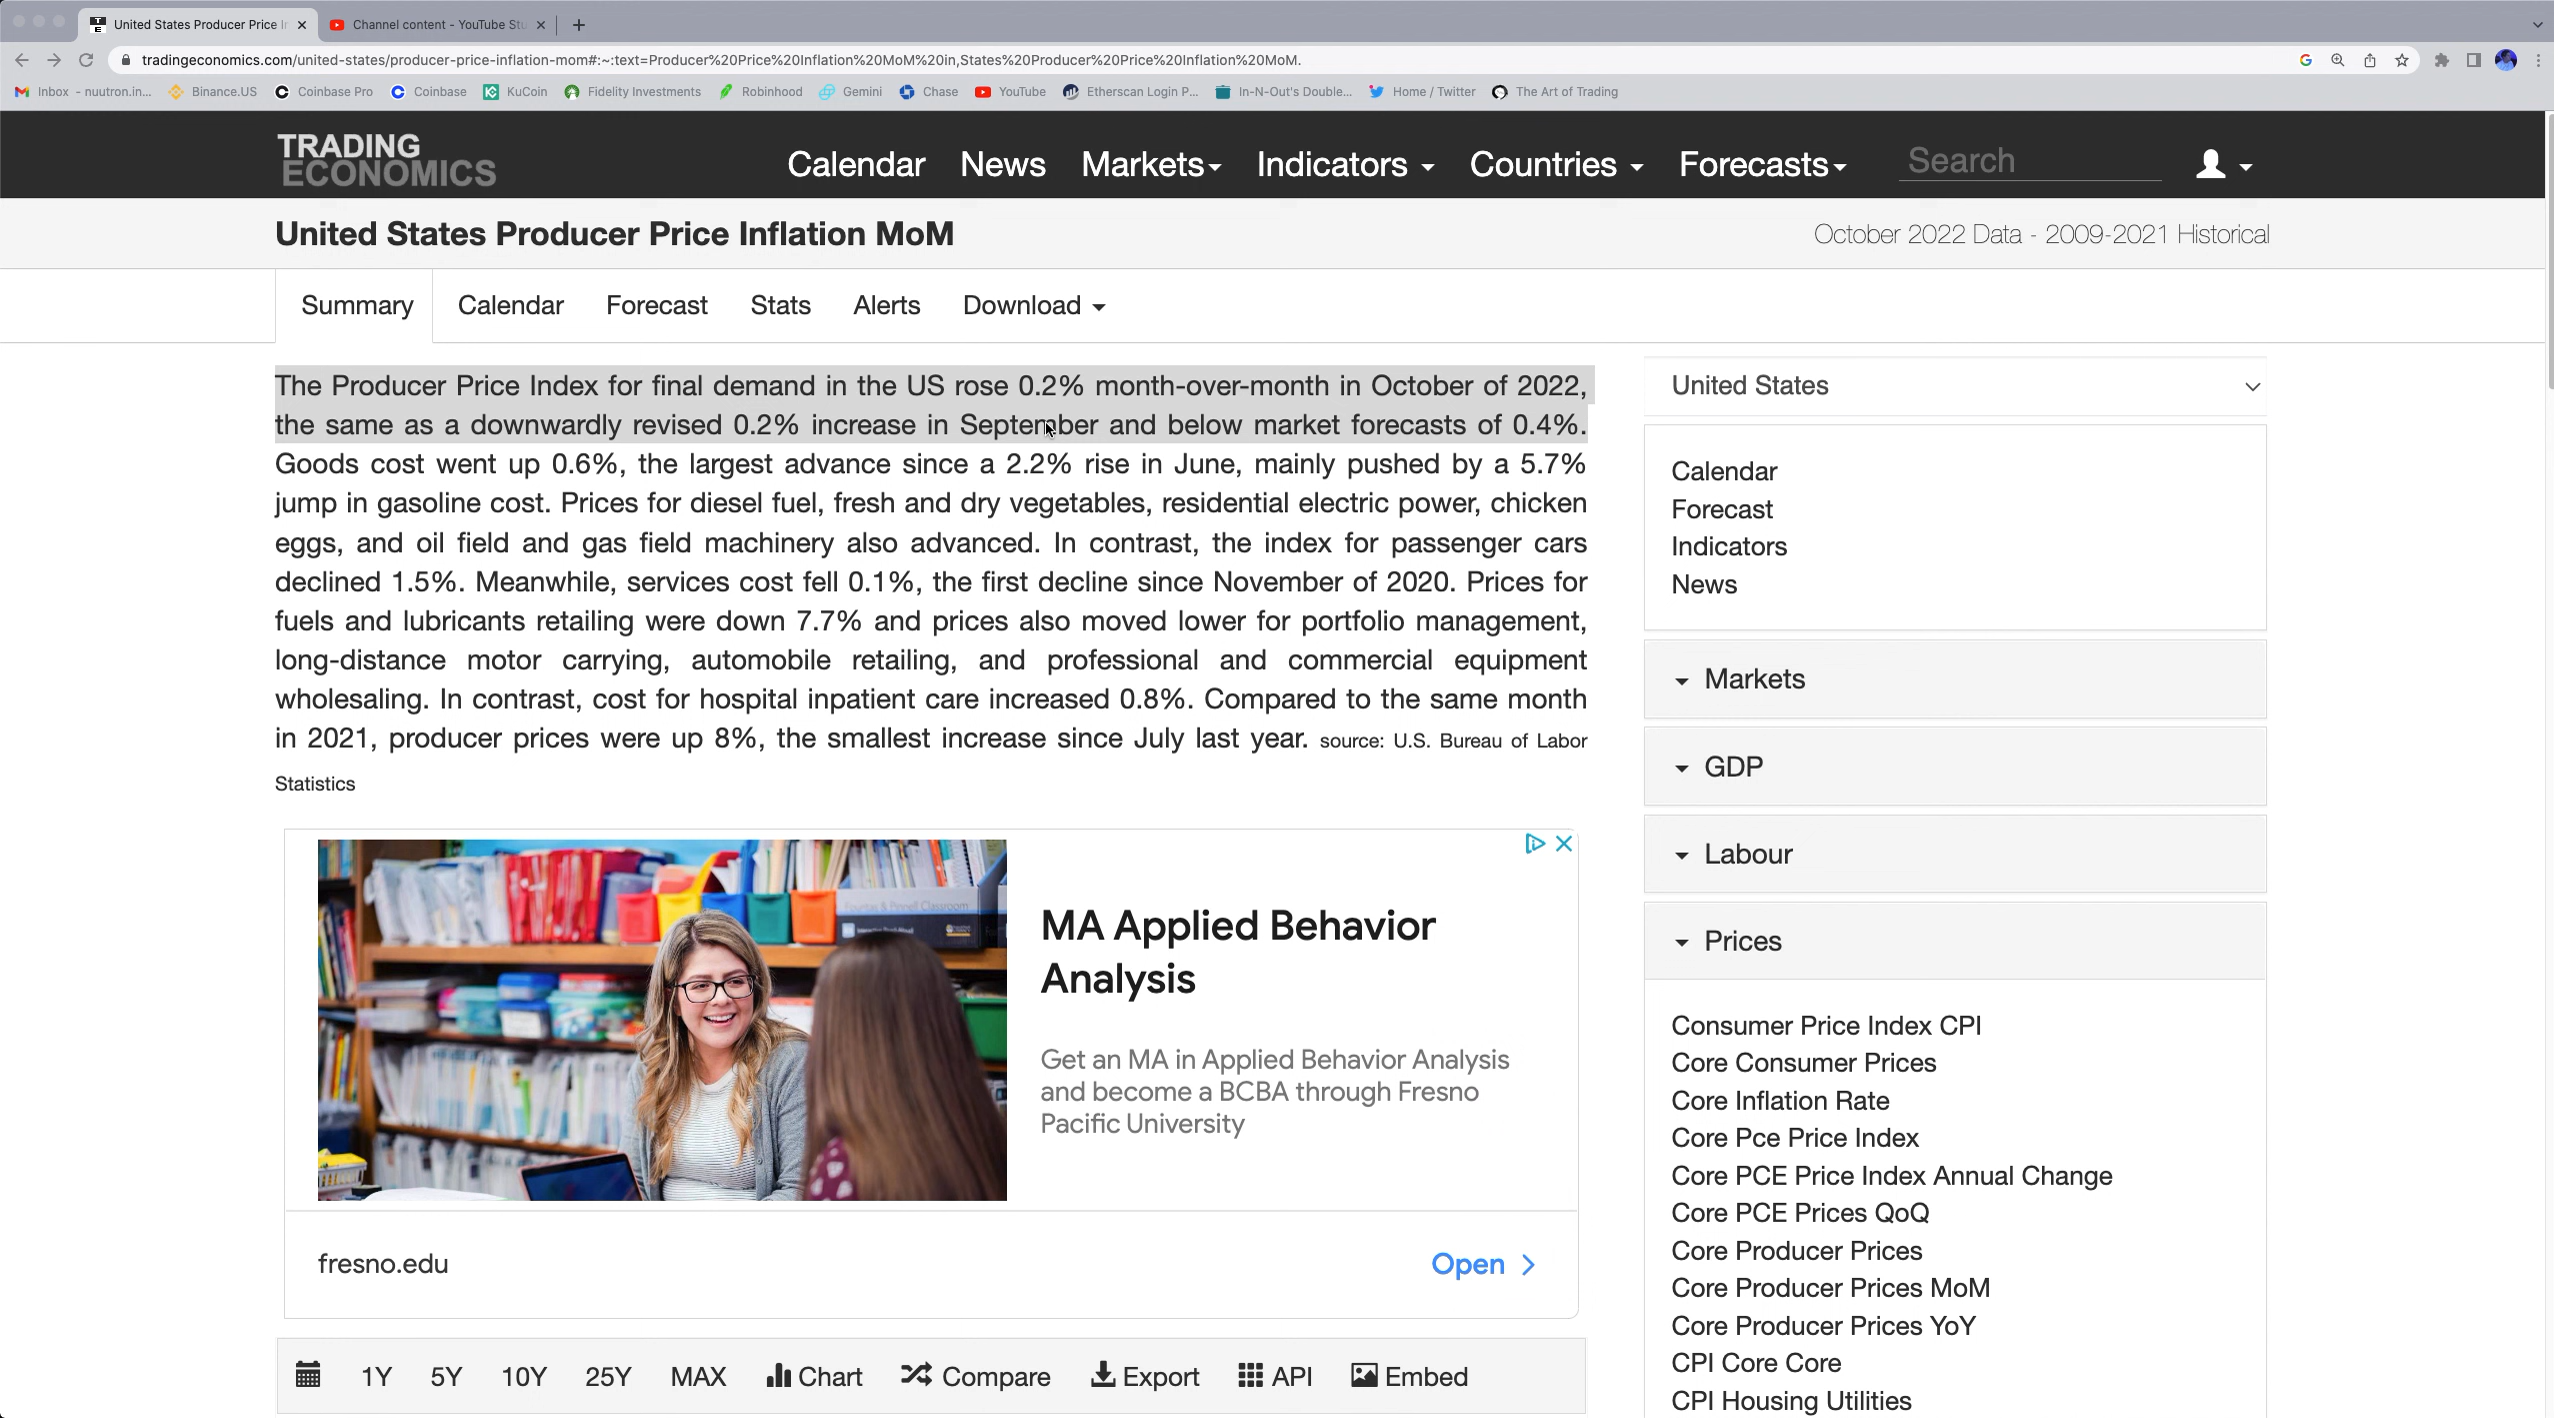 United States Producer Price In
Channel content - YouTube Stu
tradingeconomics.com/united-states/producer-price-inflation-mom#:~:text=Producer%20Price%20Inflation%20MoM%20in,States%20Producer%20Price%20Inflation%20MoM.
Inbox - nuutron.in... Binance.US Coinbase Pro Coinbase KuCoin Fidelity Investments Robinhood Gemini Chase YouTube Etherscan Login P... In-N-Out's Double... Home / Twitter The Art of Trading
TRADING
ECONOMICS
Calendar News Markets Indicators Countries Forecasts Search
United States Producer Price Inflation MoM
October 2022 Data - 2009-2021 Historical
Summary Calendar Forecast Stats Alerts Download
The Producer Price Index for final demand in the US rose 0.2% month-over-month in October of 2022,
the same as a downwardly revised 0.2% increase in September and below market forecasts of 0.4%.
Goods cost went up 0.6%, the largest advance since a 2.2% rise in June, mainly pushed by a 5.7%
jump in gasoline cost. Prices for diesel fuel, fresh and dry vegetables, residential electric power, chicken
eggs, and oil field and gas field machinery also advanced. In contrast, the index for passenger cars
declined 1.5%. Meanwhile, services cost fell 0.1%, the first decline since November of 2020. Prices for
fuels and lubricants retailing were down 7.7% and prices also moved lower for portfolio management,
long-distance motor carrying, automobile retailing, and professional and commercial equipment
wholesaling. In contrast, cost for hospital inpatient care increased 0.8%. Compared to the same month
in 2021, producer prices were up 8%, the smallest increase since July last year. source: U.S. Bureau of Labor
Statistics
Fountas & Pinnell Classroom
MA Applied Behavior
Analysis
Get an MA in Applied Behavior Analysis
and become a BCBA through Fresno
Pacific University
fresno.edu
Open
1Y 5Y 10Y 25Y MAX Chart Compare Export API Embed
United States
Calendar
Forecast
Indicators
News
Markets
GDP
Labour
Prices
Consumer Price Index CPI
Core Consumer Prices
Core Inflation Rate
Core Pce Price Index
Core PCE Price Index Annual Change
Core PCE Prices QoQ
Core Producer Prices
Core Producer Prices MoM
Core Producer Prices YoY
CPI Core Core
CPI Housing Utilities